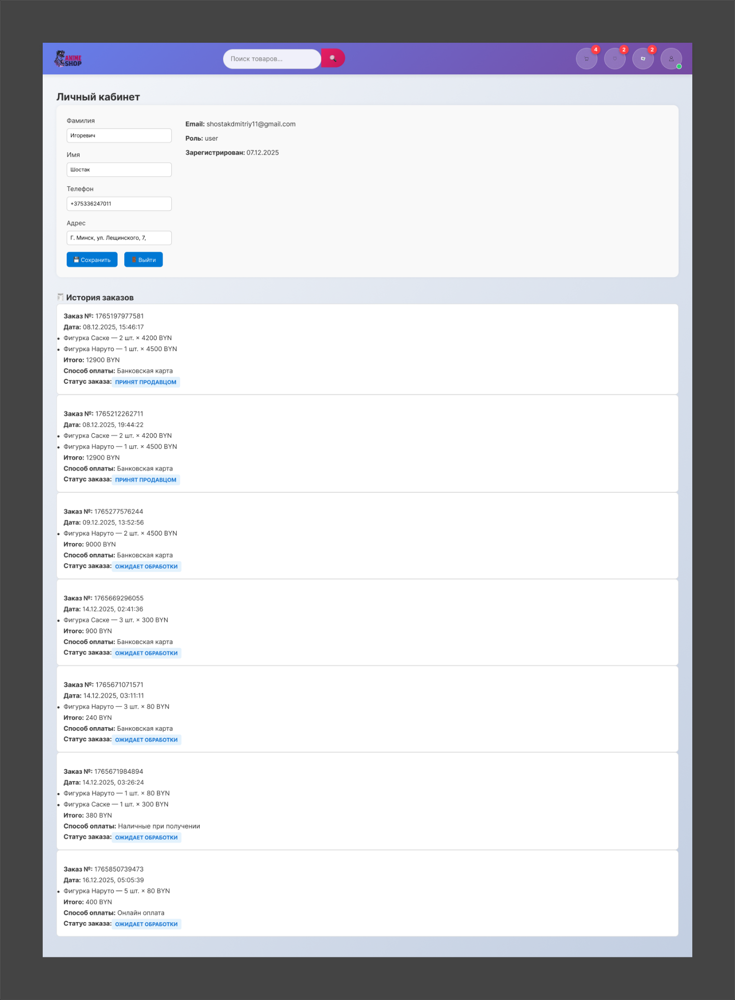 ANIME
SHOP
Поиск товаров...
4
2
2
Личный кабинет
Фамилия
Игоревич
Имя
Шостак
Телефон
+375336247011
Адрес
Г. Минск, ул. Лещинского, 7,
Сохранить
Выйти
Email: shostakdmitriy11@gmail.com
Роль: user
Зарегистрирован: 07.12.2025
История заказов
Заказ №: 1765197977581
Дата: 08.12.2025, 15:46:17
• Фигурка Саске — 2 шт. × 4200 BYN
• Фигурка Наруто — 1 шт. × 4500 BYN
Итого: 12900 BYN
Способ оплаты: Банковская карта
Статус заказа: ПРИНЯТ ПРОДАВЦОМ
Заказ №: 1765212262711
Дата: 08.12.2025, 19:44:22
• Фигурка Саске — 2 шт. × 4200 BYN
• Фигурка Наруто — 1 шт. × 4500 BYN
Итого: 12900 BYN
Способ оплаты: Банковская карта
Статус заказа: ПРИНЯТ ПРОДАВЦОМ
Заказ №: 1765277576244
Дата: 09.12.2025, 13:52:56
• Фигурка Наруто — 2 шт. × 4500 BYN
Итого: 9000 BYN
Способ оплаты: Банковская карта
Статус заказа: ОЖИДАЕТ ОБРАБОТКИ
Заказ №: 1765669296055
Дата: 14.12.2025, 02:41:36
• Фигурка Саске — 3 шт. × 300 BYN
Итого: 900 BYN
Способ оплаты: Банковская карта
Статус заказа: ОЖИДАЕТ ОБРАБОТКИ
Заказ №: 1765671071571
Дата: 14.12.2025, 03:11:11
• Фигурка Наруто — 3 шт. × 80 BYN
Итого: 240 BYN
Способ оплаты: Банковская карта
Статус заказа: ОЖИДАЕТ ОБРАБОТКИ
Заказ №: 1765671984894
Дата: 14.12.2025, 03:26:24
• Фигурка Наруто — 1 шт. × 80 BYN
• Фигурка Саске — 1 шт. × 300 BYN
Итого: 380 BYN
Способ оплаты: Наличные при получении
Статус заказа: ОЖИДАЕТ ОБРАБОТКИ
Заказ №: 1765850739473
Дата: 16.12.2025, 05:05:39
• Фигурка Наруто — 5 шт. × 80 BYN
Итого: 400 BYN
Способ оплаты: Онлайн оплата
Статус заказа: ОЖИДАЕТ ОБРАБОТКИ